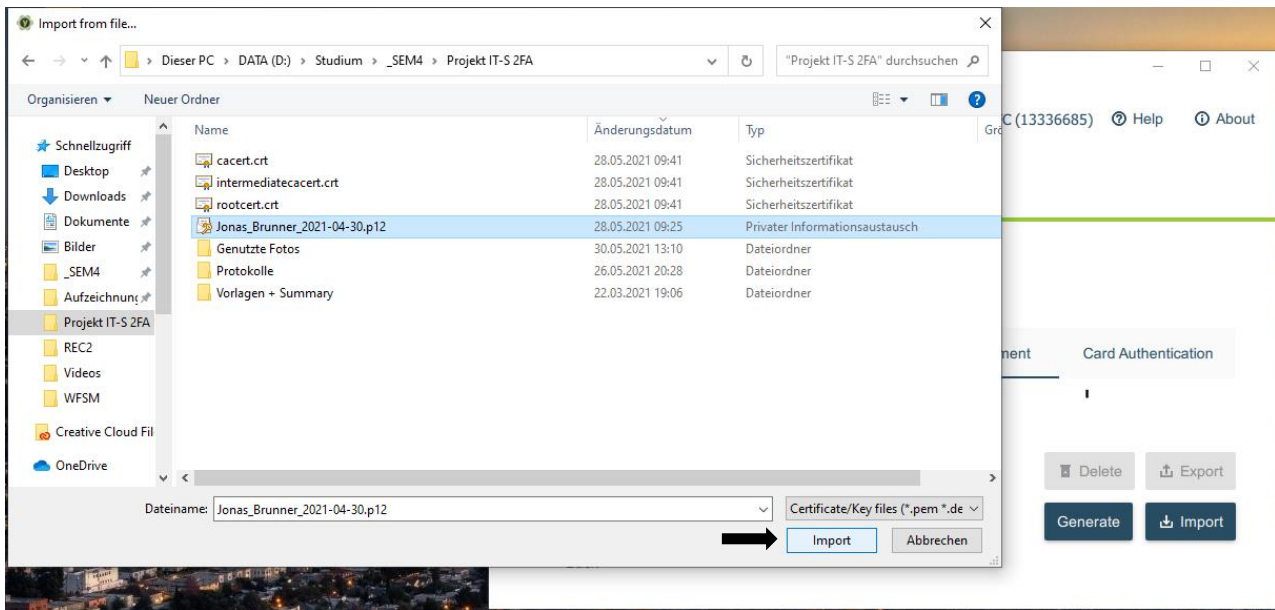 Import from file...
Dieser PC > DATA (D:) > Studium > _SEM4 > Projekt IT-S 2FA
"Projekt IT-S 2FA" durchsuchen
Organisieren Neuer Ordner
Name Änderungsdatum Typ
Schnellzugriff
Desktop
Downloads
Dokumente
Bilder
_SEM4
Aufzeichnung
Projekt IT-S 2FA
REC2
Videos
WFSM
Creative Cloud Fil
OneDrive
cacert.crt 28.05.2021 09:41 Sicherheitszertifikat
intermediatecacert.crt 28.05.2021 09:41 Sicherheitszertifikat
rootcert.crt 28.05.2021 09:41 Sicherheitszertifikat
Jonas_Brunner_2021-04-30.p12 28.05.2021 09:25 Privater Informationsaustausch
Genutzte Fotos 30.05.2021 13:10 Dateiordner
Protokolle 26.05.2021 20:28 Dateiordner
Vorlagen + Summary 22.03.2021 19:06 Dateiordner
Dateiname: Jonas_Brunner_2021-04-30.p12 Certificate/Key files (*.pem *.de
Import Abbrechen
C (13336685) Help About
ment Card Authentication
Delete Export
Generate Import